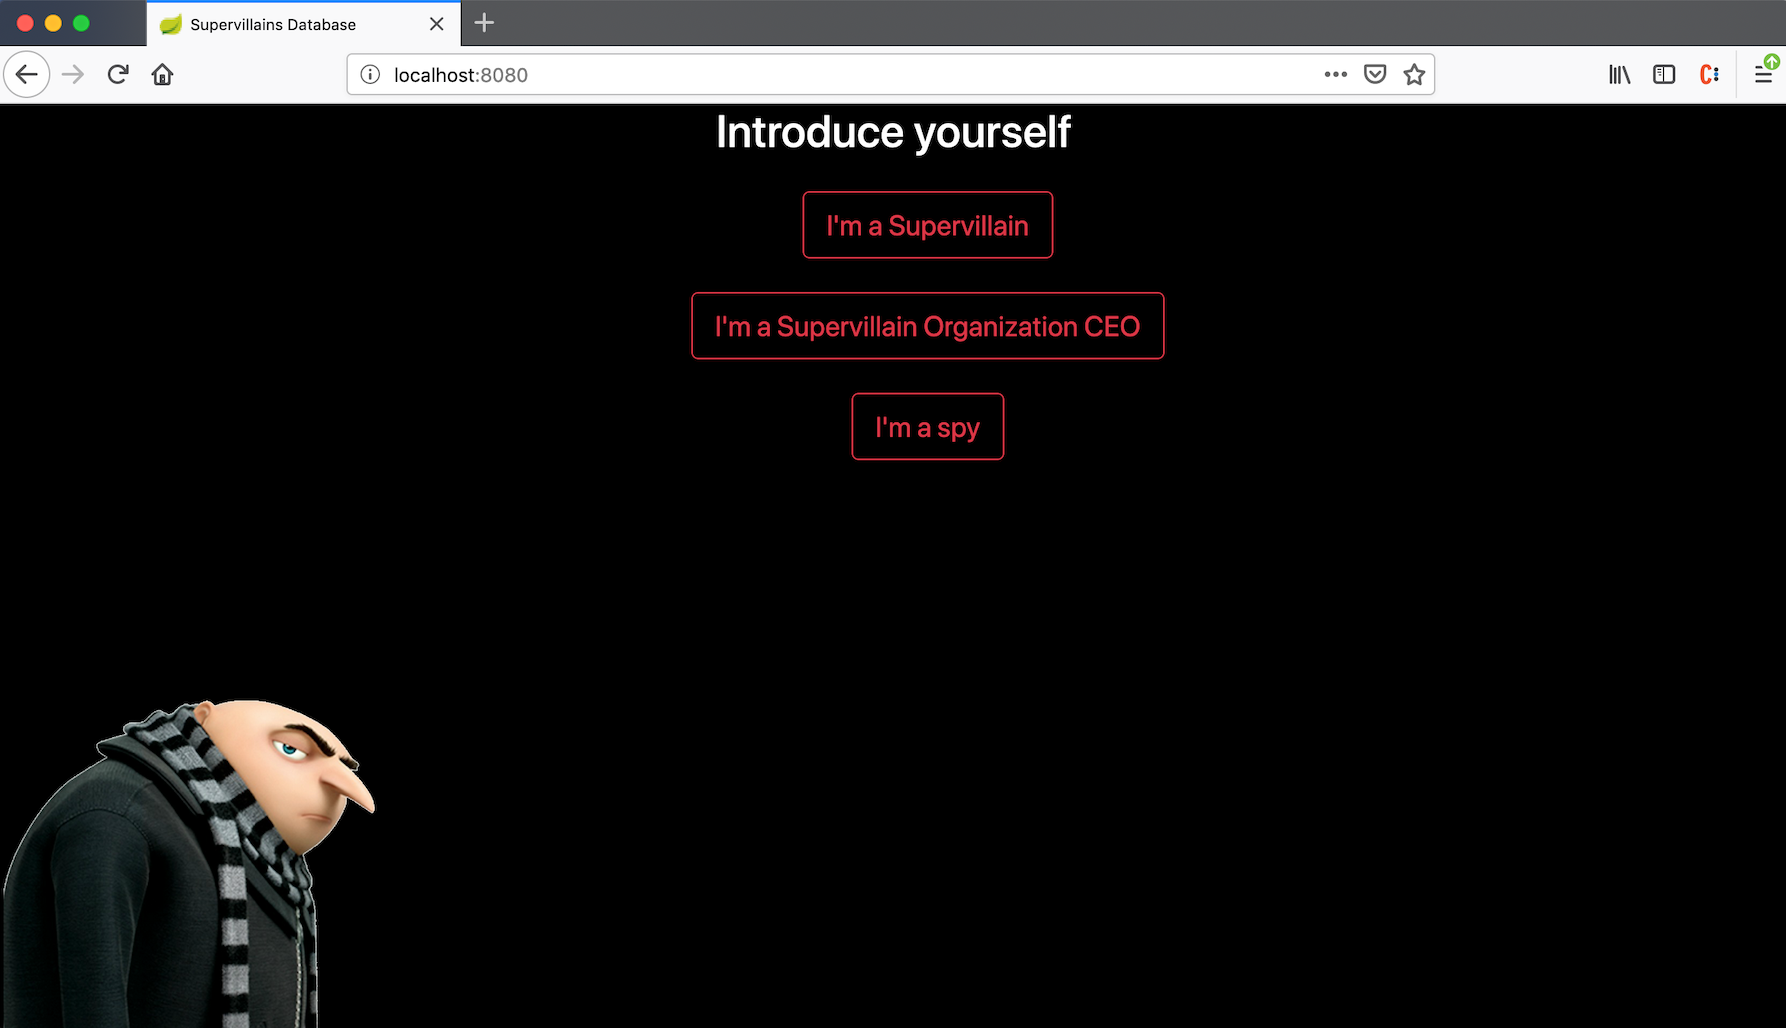 Supervillains Database
localhost:8080
Introduce yourself
I'm a Supervillain
I'm a Supervillain Organization CEO
I'm a spy